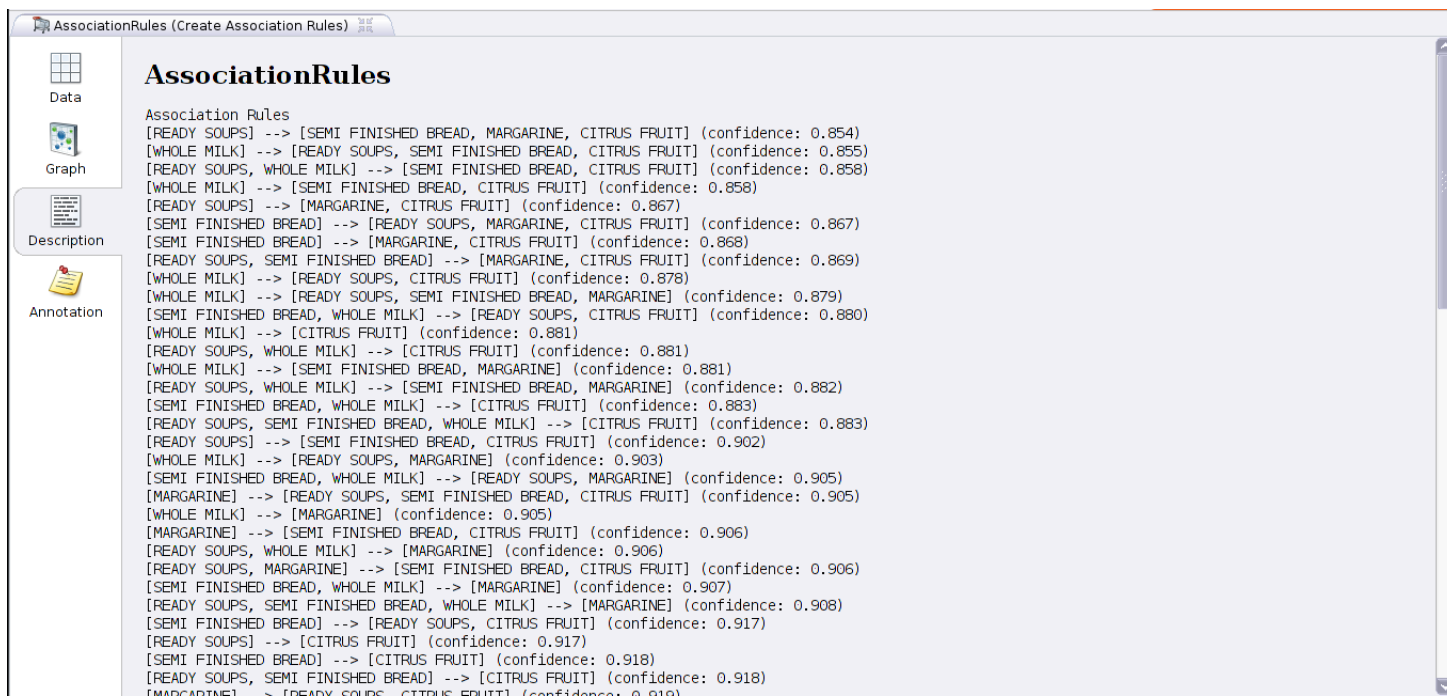 AssociationRules (Create Association Rules)
Data
Graph
Description
Annotation
AssociationRules
Association Rules
[READY SOUPS] --> [SEMI FINISHED BREAD, MARGARINE, CITRUS FRUIT] (confidence: 0.854)
[WHOLE MILK] --> [READY SOUPS, SEMI FINISHED BREAD, CITRUS FRUIT] (confidence: 0.855)
[READY SOUPS, WHOLE MILK] --> [SEMI FINISHED BREAD, CITRUS FRUIT] (confidence: 0.858)
[WHOLE MILK] --> [SEMI FINISHED BREAD, CITRUS FRUIT] (confidence: 0.858)
[READY SOUPS] --> [MARGARINE, CITRUS FRUIT] (confidence: 0.867)
[SEMI FINISHED BREAD] --> [READY SOUPS, MARGARINE, CITRUS FRUIT] (confidence: 0.867)
[SEMI FINISHED BREAD] --> [MARGARINE, CITRUS FRUIT] (confidence: 0.868)
[READY SOUPS, SEMI FINISHED BREAD] --> [MARGARINE, CITRUS FRUIT] (confidence: 0.869)
[WHOLE MILK] --> [READY SOUPS, CITRUS FRUIT] (confidence: 0.878)
[WHOLE MILK] --> [READY SOUPS, SEMI FINISHED BREAD, MARGARINE] (confidence: 0.879)
[SEMI FINISHED BREAD, WHOLE MILK] --> [READY SOUPS, CITRUS FRUIT] (confidence: 0.880)
[WHOLE MILK] --> [CITRUS FRUIT] (confidence: 0.881)
[READY SOUPS, WHOLE MILK] --> [CITRUS FRUIT] (confidence: 0.881)
[WHOLE MILK] --> [SEMI FINISHED BREAD, MARGARINE] (confidence: 0.881)
[READY SOUPS, WHOLE MILK] --> [SEMI FINISHED BREAD, MARGARINE] (confidence: 0.882)
[SEMI FINISHED BREAD, WHOLE MILK] --> [CITRUS FRUIT] (confidence: 0.883)
[READY SOUPS, SEMI FINISHED BREAD, WHOLE MILK] --> [CITRUS FRUIT] (confidence: 0.883)
[READY SOUPS] --> [SEMI FINISHED BREAD, CITRUS FRUIT] (confidence: 0.902)
[WHOLE MILK] --> [READY SOUPS, MARGARINE] (confidence: 0.903)
[SEMI FINISHED BREAD, WHOLE MILK] --> [READY SOUPS, MARGARINE] (confidence: 0.905)
[MARGARINE] --> [READY SOUPS, SEMI FINISHED BREAD, CITRUS FRUIT] (confidence: 0.905)
[WHOLE MILK] --> [MARGARINE] (confidence: 0.905)
[MARGARINE] --> [SEMI FINISHED BREAD, CITRUS FRUIT] (confidence: 0.906)
[READY SOUPS, WHOLE MILK] --> [MARGARINE] (confidence: 0.906)
[READY SOUPS, MARGARINE] --> [SEMI FINISHED BREAD, CITRUS FRUIT] (confidence: 0.906)
[SEMI FINISHED BREAD, WHOLE MILK] --> [MARGARINE] (confidence: 0.907)
[READY SOUPS, SEMI FINISHED BREAD, WHOLE MILK] --> [MARGARINE] (confidence: 0.908)
[SEMI FINISHED BREAD] --> [READY SOUPS, CITRUS FRUIT] (confidence: 0.917)
[READY SOUPS] --> [CITRUS FRUIT] (confidence: 0.917)
[SEMI FINISHED BREAD] --> [CITRUS FRUIT] (confidence: 0.918)
[READY SOUPS, SEMI FINISHED BREAD] --> [CITRUS FRUIT] (confidence: 0.918)
[MARGARINE] --> [READY SOUPS, CITRUS FRUIT] (confidence: 0.919)